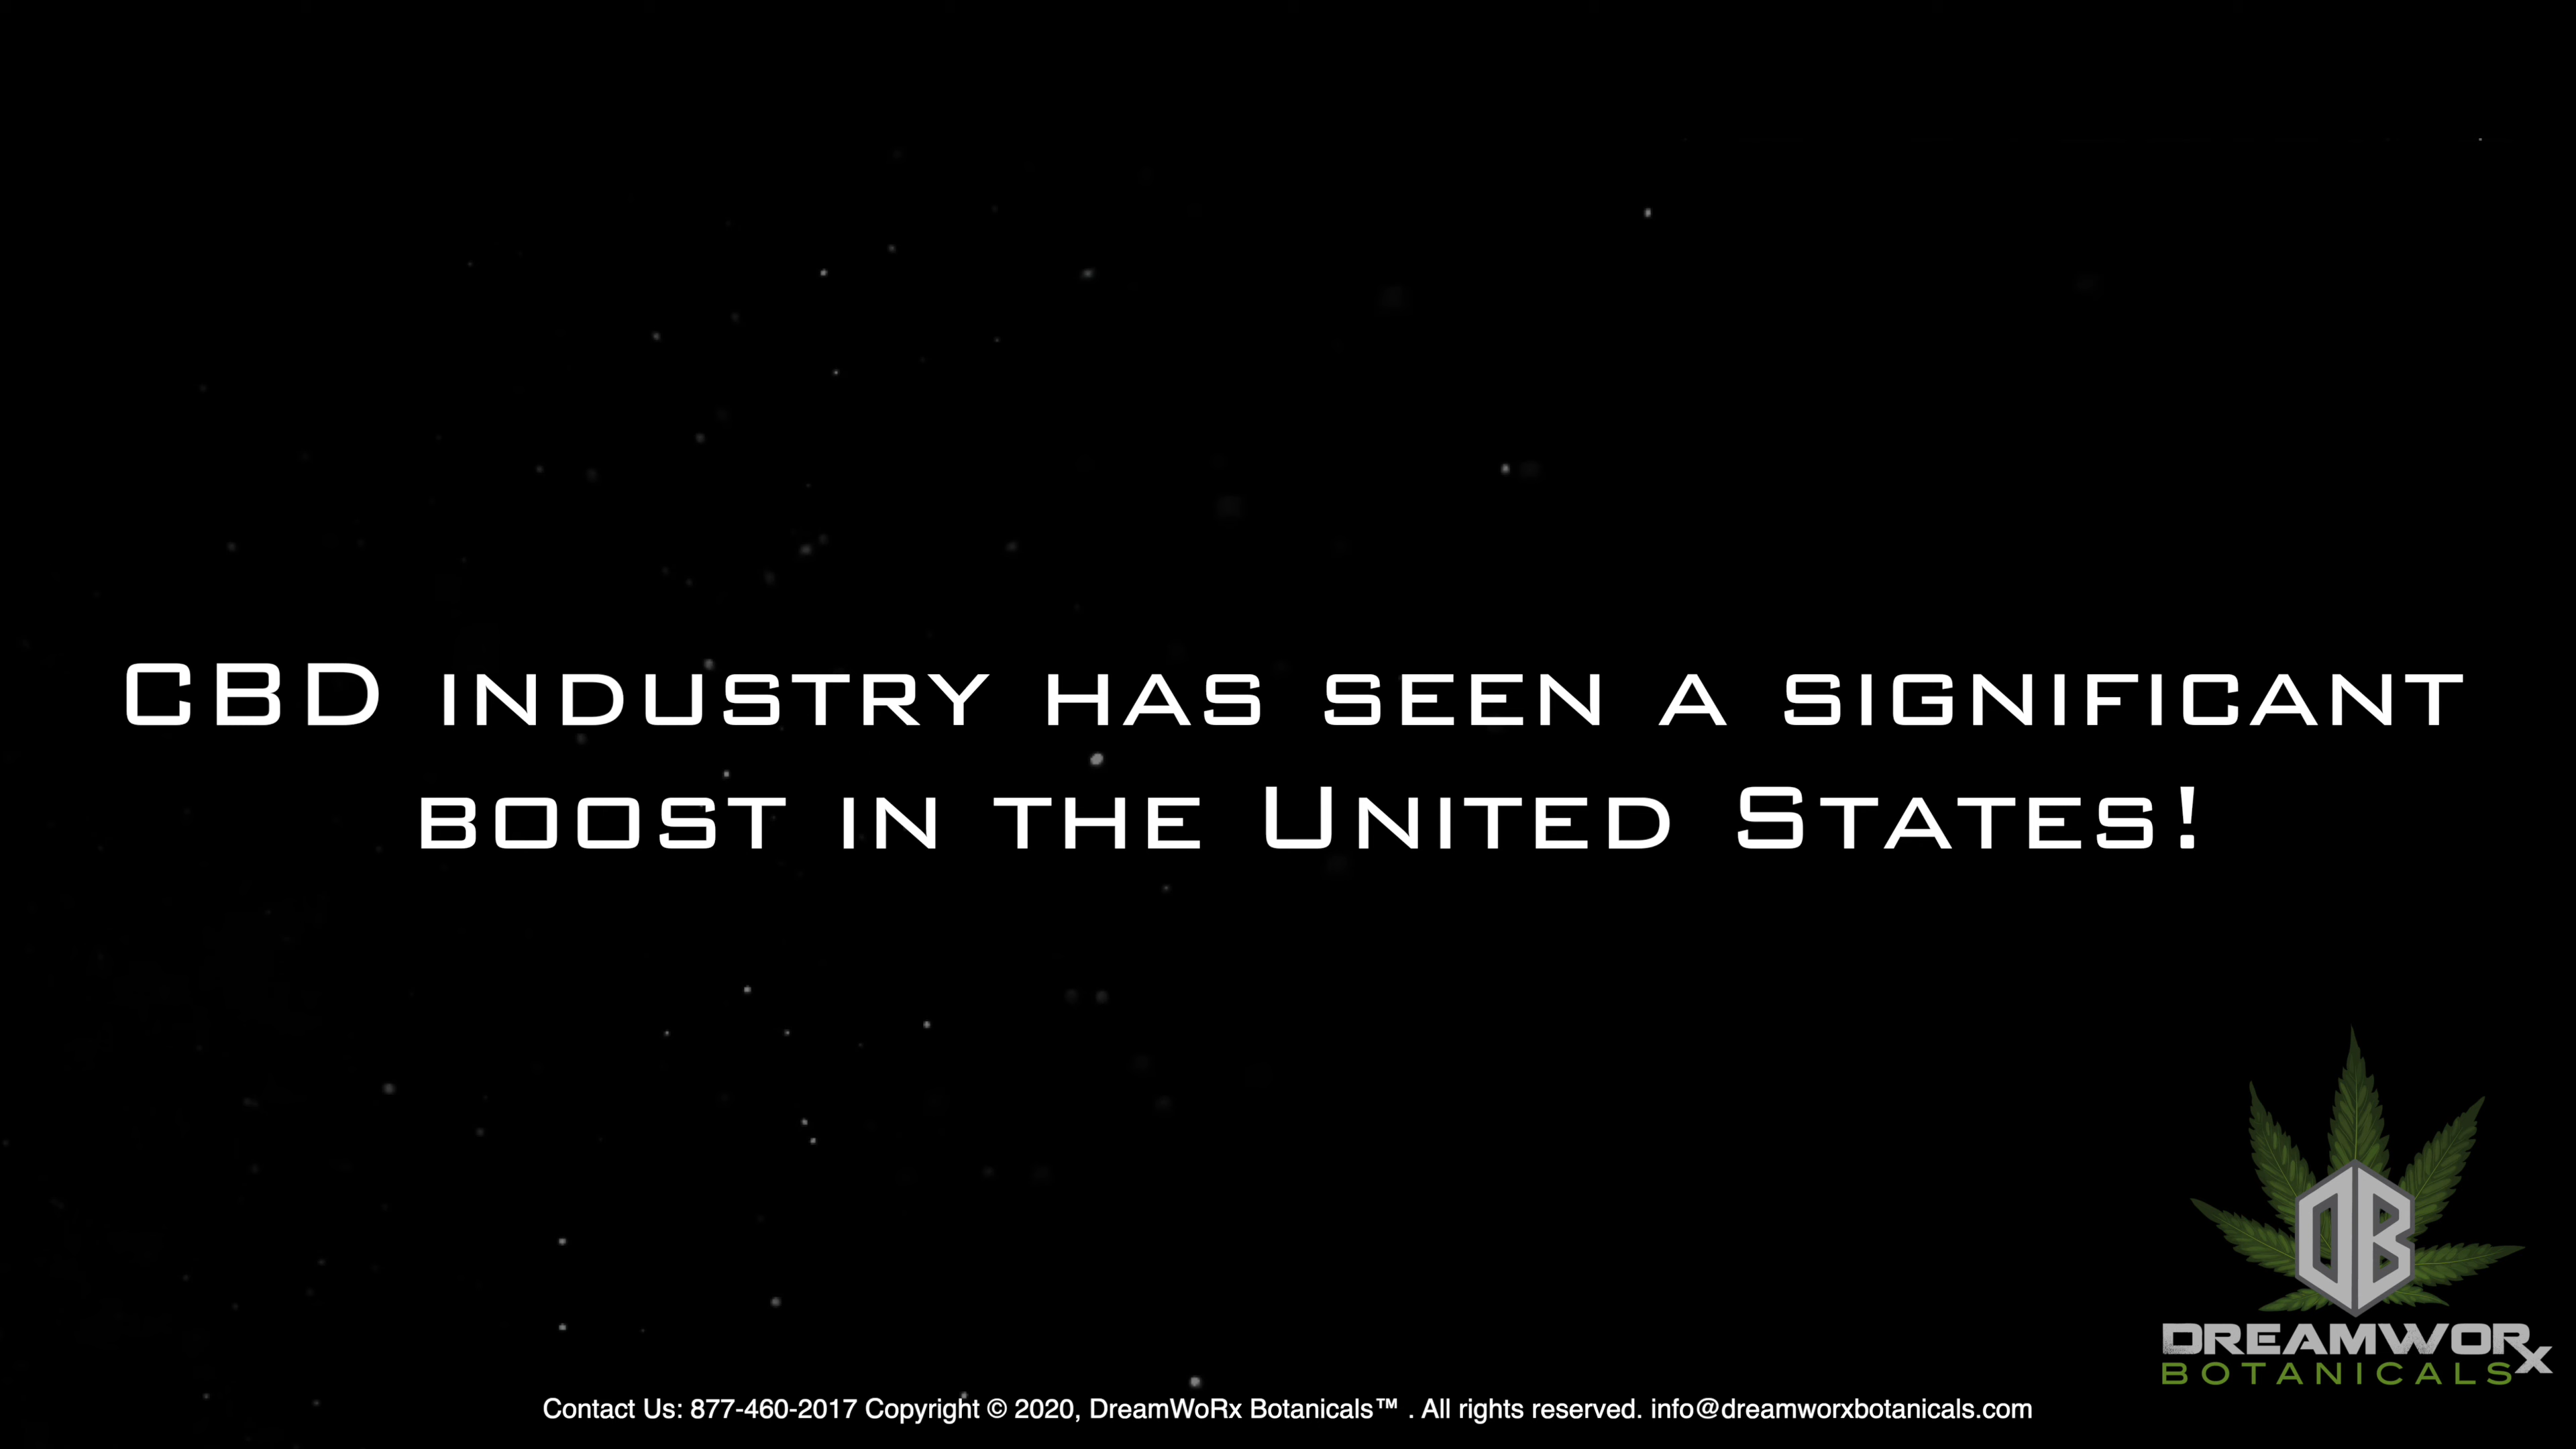 CBD INDUSTRY HAS SEEN A SIGNIFICANT
BOOST IN THE UNITED STATES!
DB
DREAMWORx
BOTANICALS
Contact Us: 877-460-2017 Copyright © 2020, DreamWoRx Botanicals™ . All rights reserved. info@dreamworxbotanicals.com